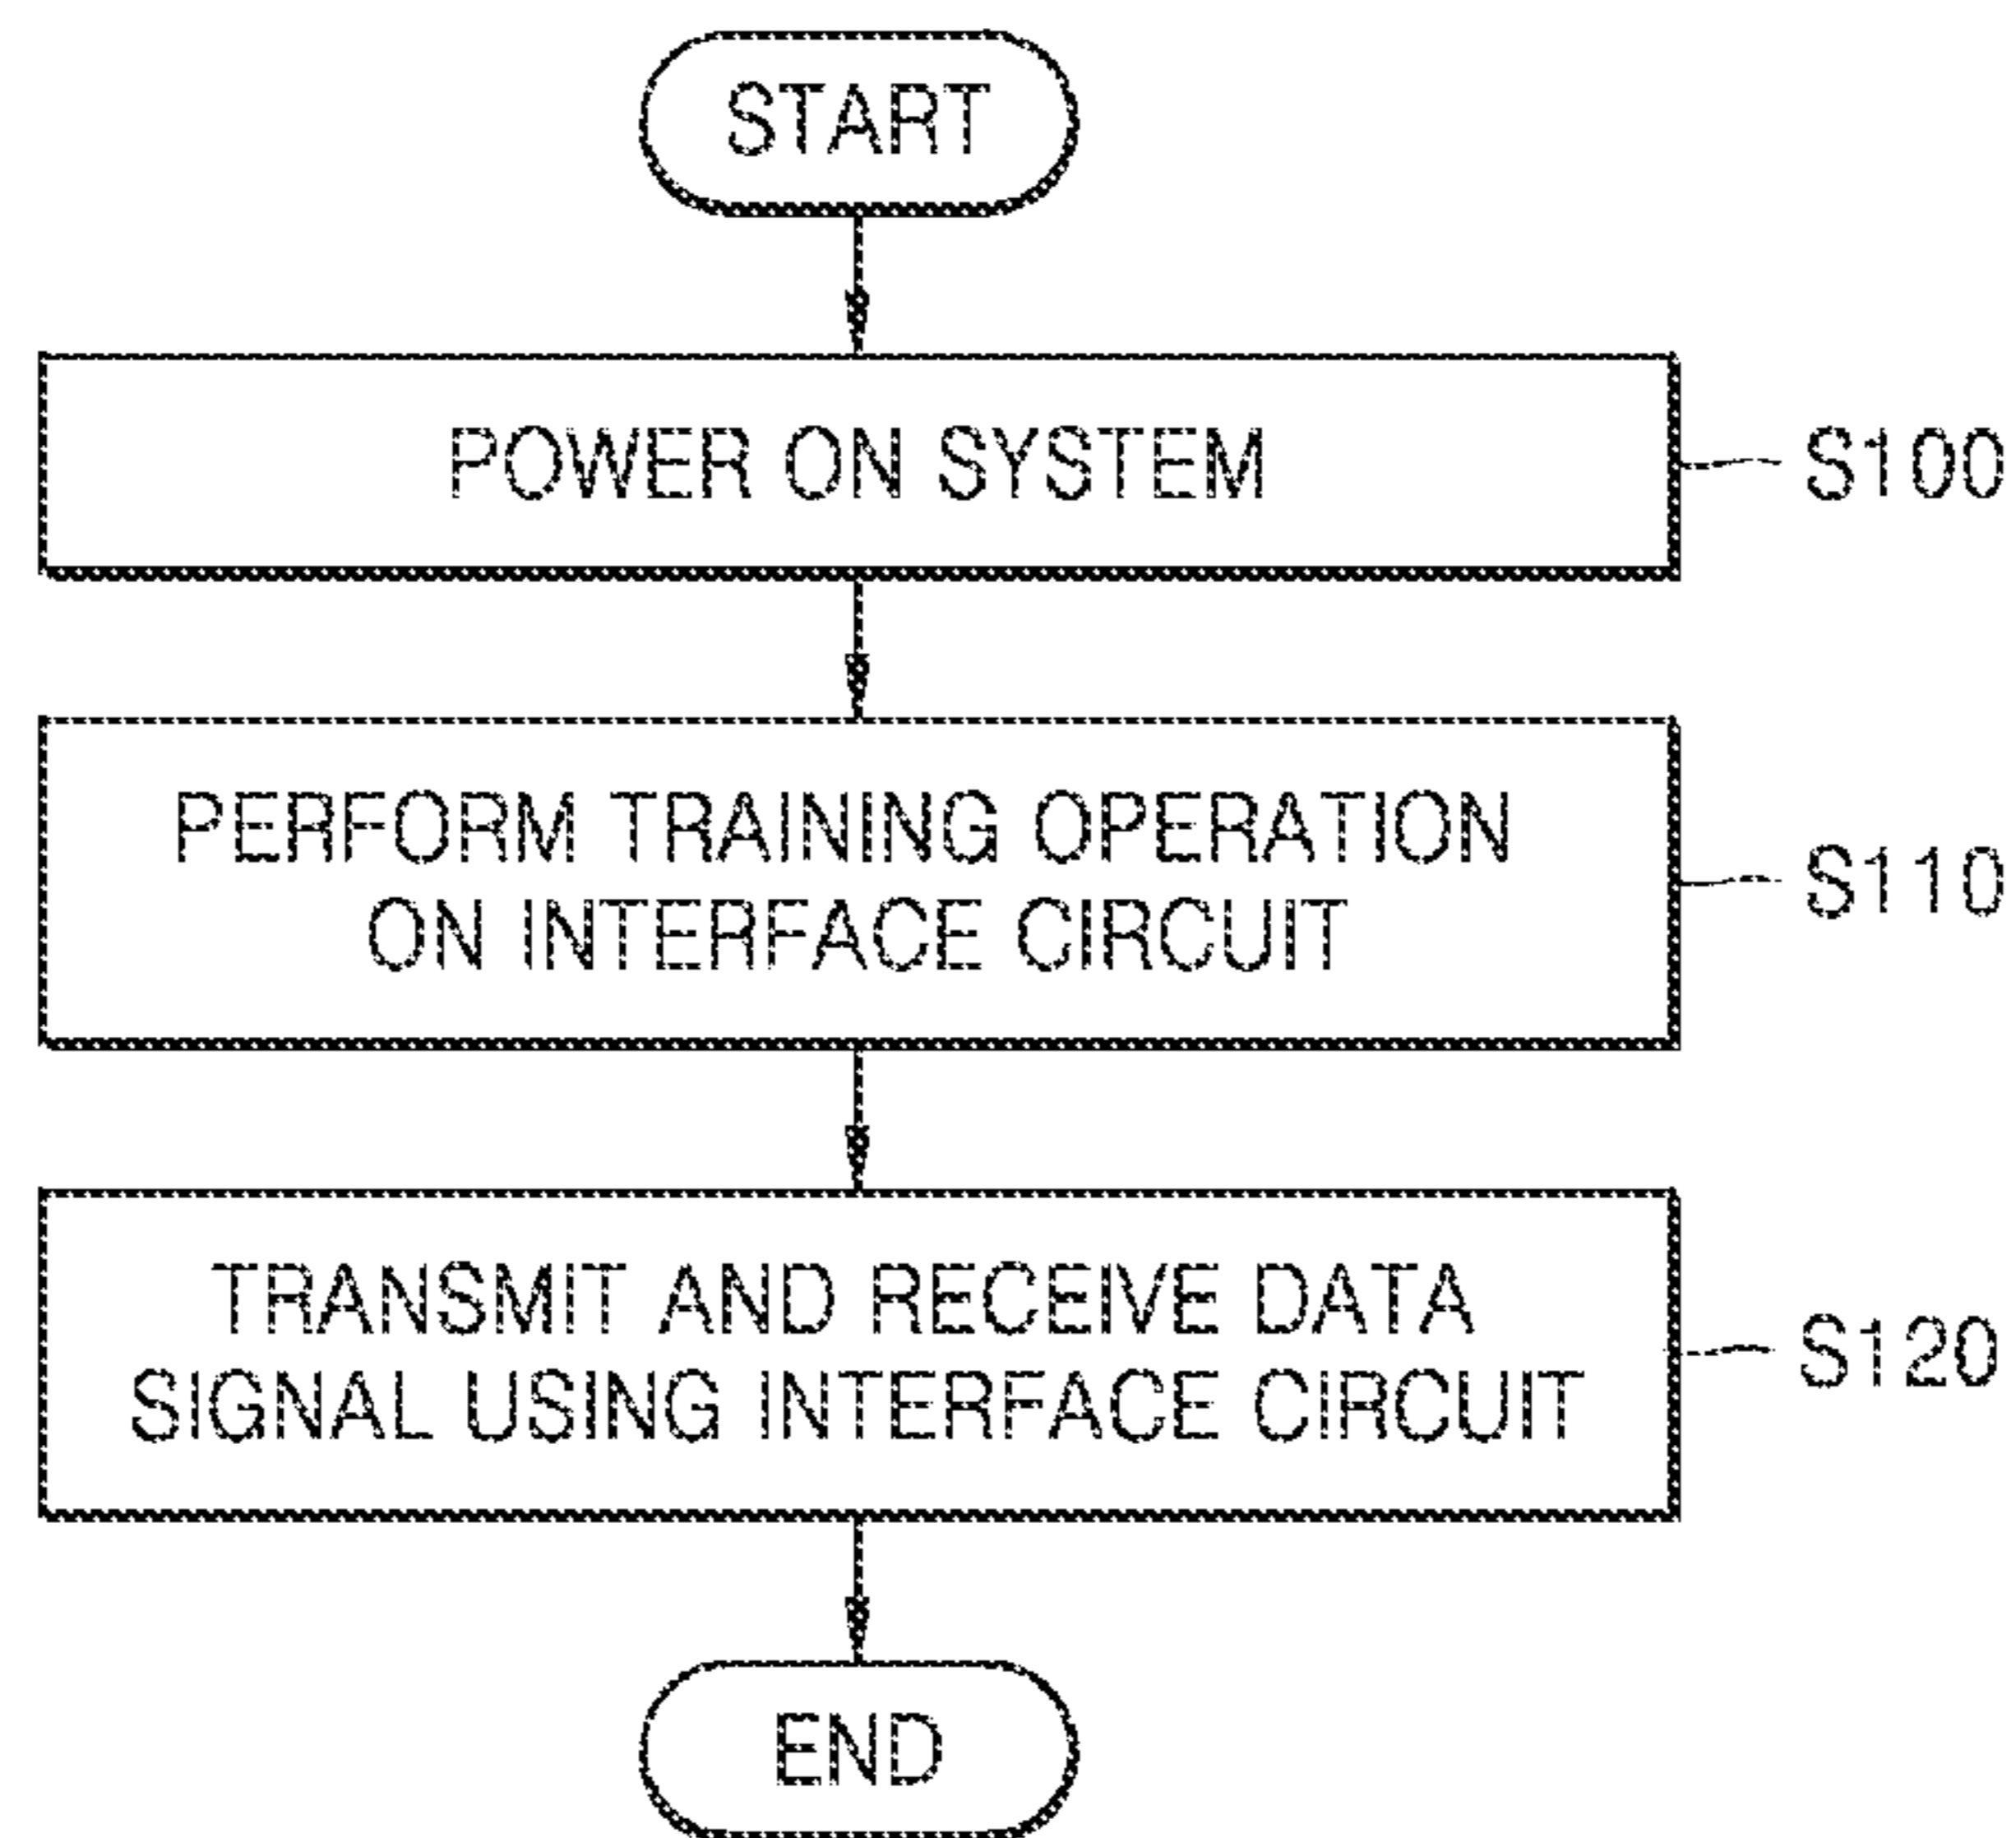 START
POWER ON SYSTEM
S100
PERFORM TRAINING OPERATION
ON INTERFACE CIRCUIT
S110
TRANSMIT AND RECEIVE DATA
SIGNAL USING INTERFACE CIRCUIT
S120
END